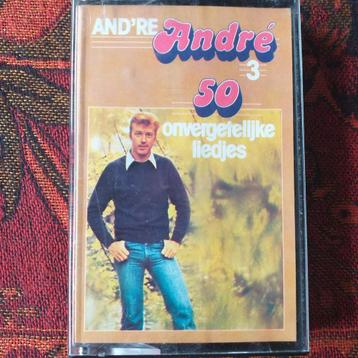 AND'RE
André
3
50
onvergetelijke
liedjes